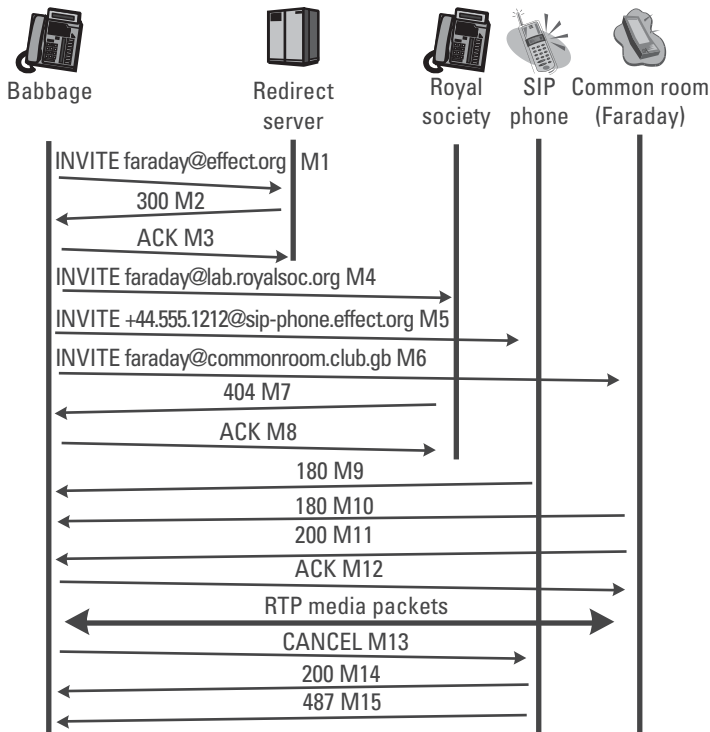 Babbage
Redirect
server
Royal
society
SIP
phone
Common room
(Faraday)
INVITE faraday@effect.org M1
300 M2
ACK M3
INVITE faraday@lab.royalsoc.org M4
INVITE +44.555.1212@sip-phone.effect.org M5
INVITE faraday@commonroom.club.gb M6
404 M7
ACK M8
180 M9
180 M10
200 M11
ACK M12
RTP media packets
CANCEL M13
200 M14
487 M15